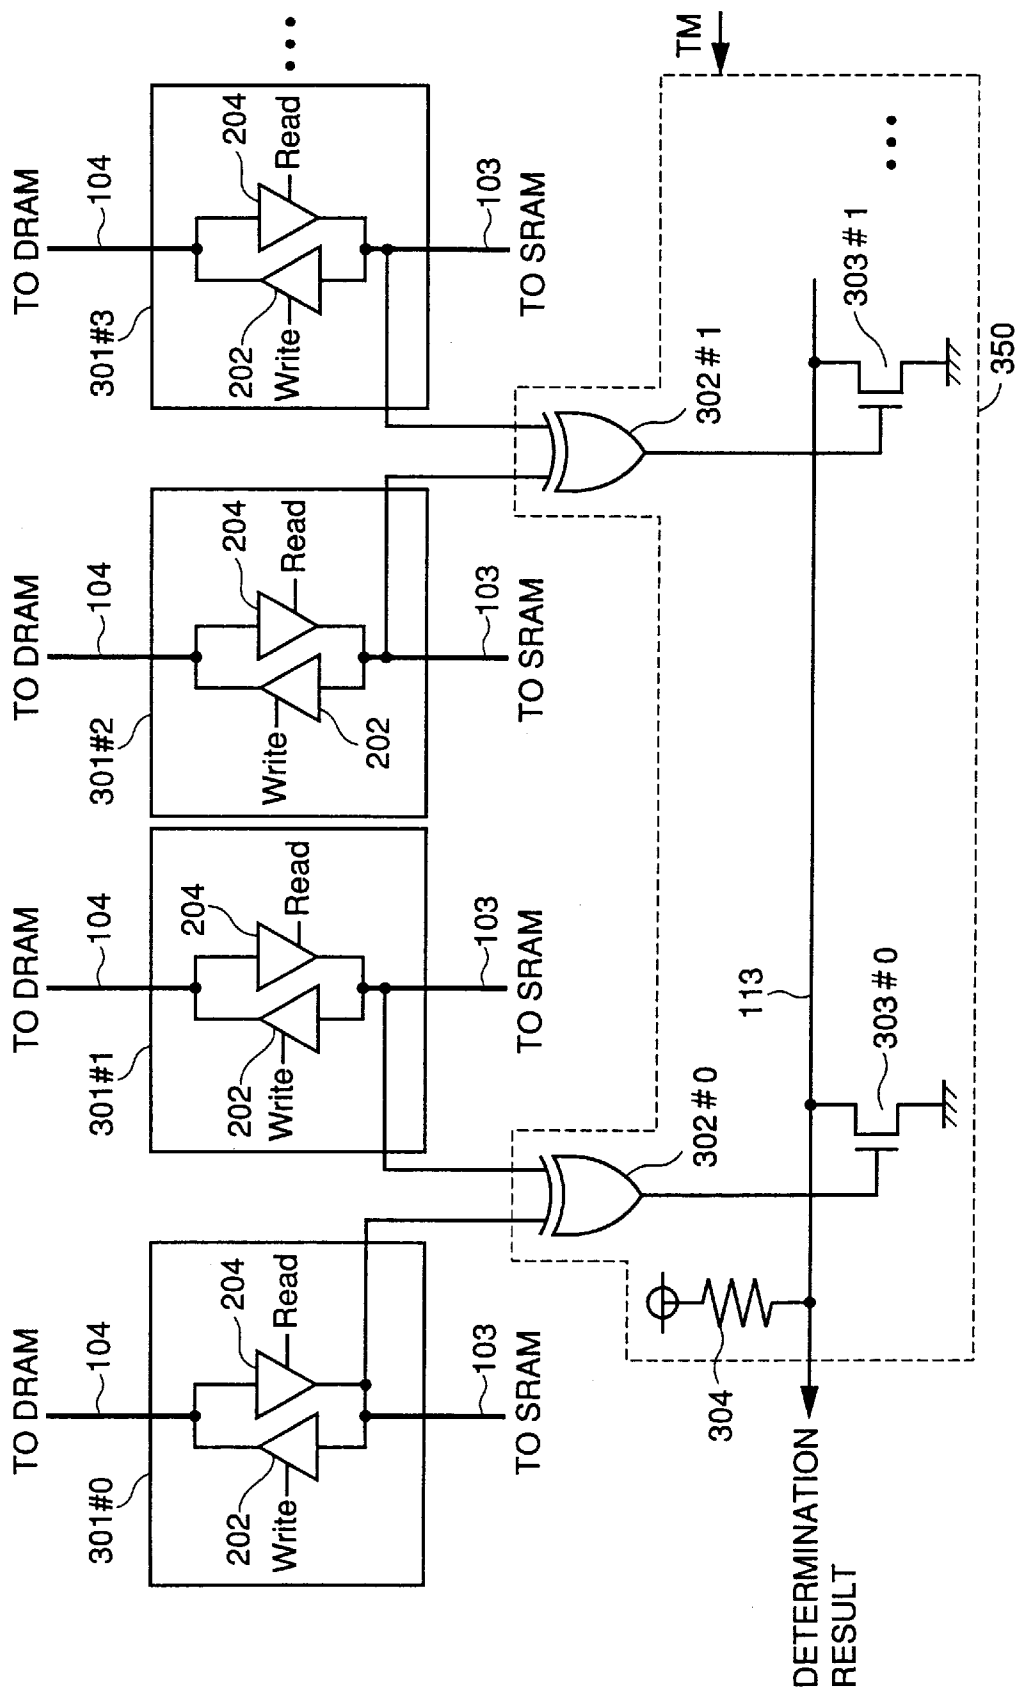 TO DRAM
TO DRAM
TO DRAM
TO DRAM
104
104
104
104
301#0
301#1
301#2
301#3
204
Read
202
Write
204
Read
202
Write
204
Read
202
Write
204
Read
202
Write
103
103
103
103
TO SRAM
TO SRAM
TO SRAM
TO SRAM
TM
302#0
302#1
304
113
303#0
303#1
350
DETERMINATION
RESULT